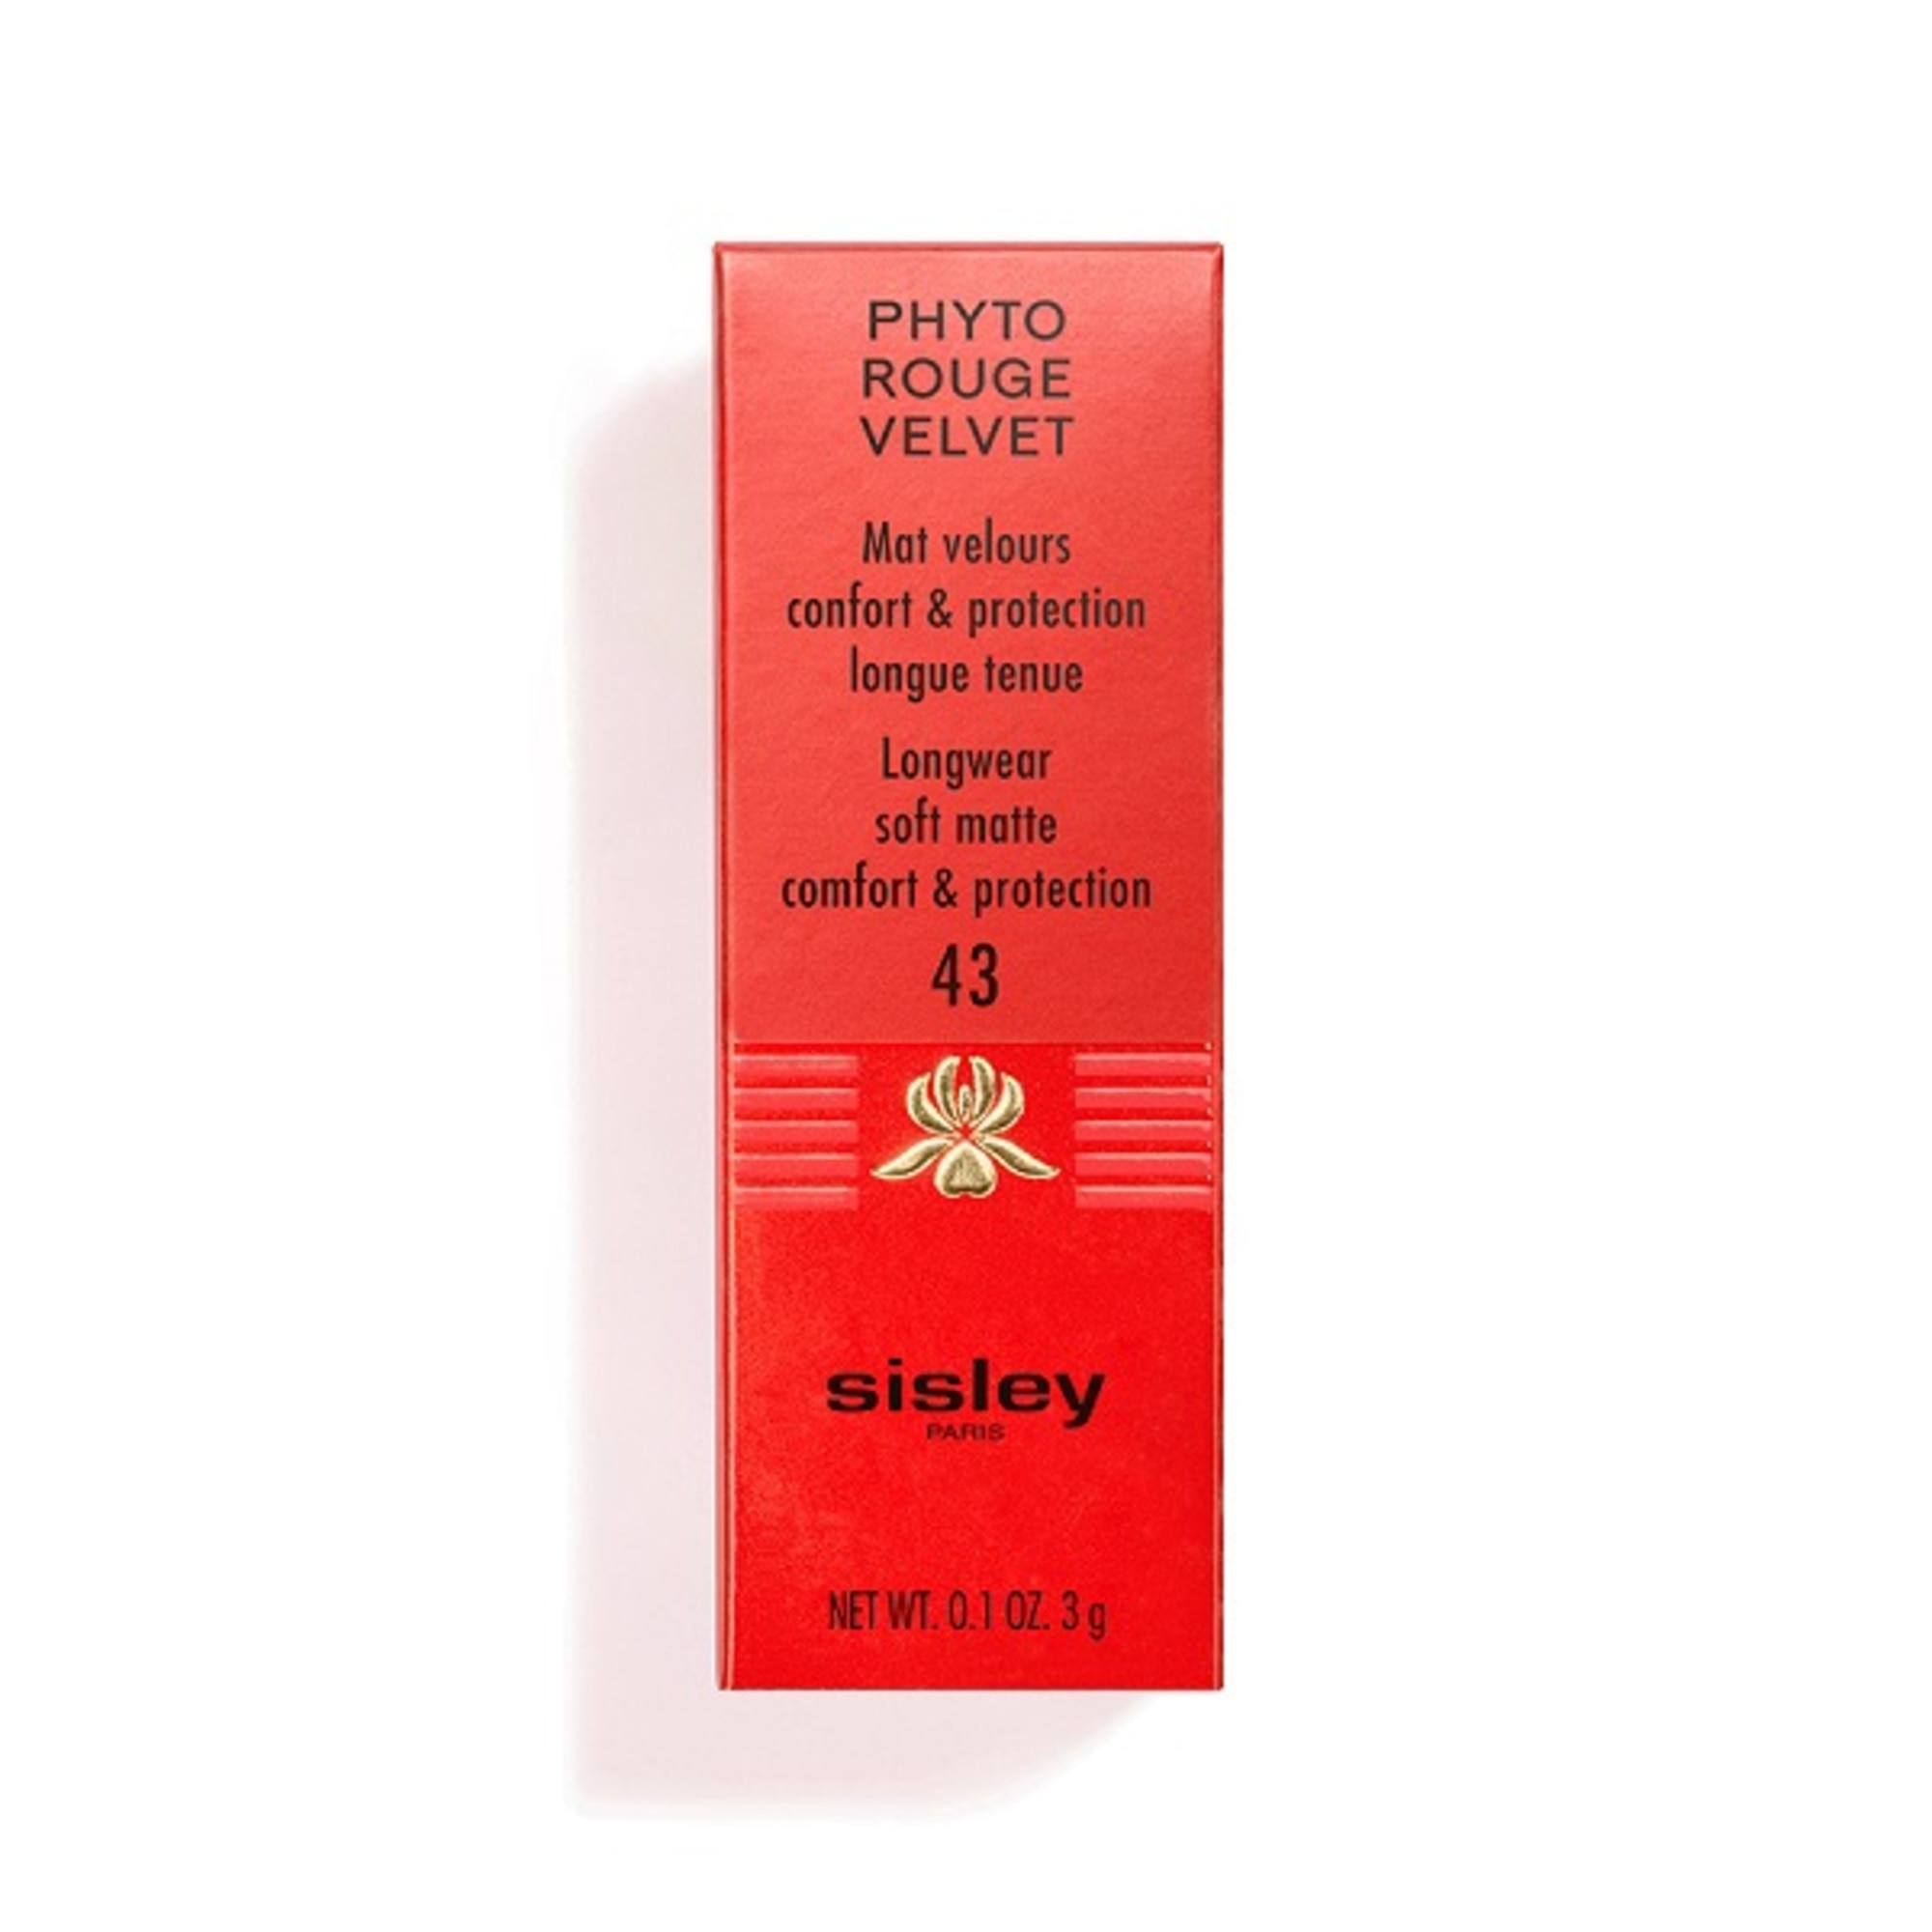 PHYTO
ROUGE
VELVET
Mat velours
confort & protection
longue tenue
Longwear
soft matte
comfort & protection
43
sisley
PARIS
NET WT. 0.1 OZ. 3 g